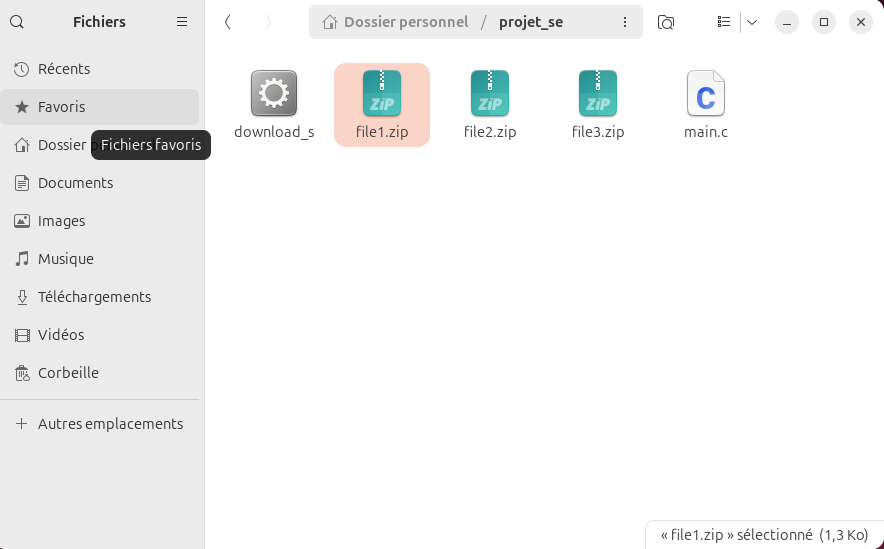 Fichiers
Dossier personnel / projet_se
Récents
Favoris
Dossier
Fichiers favoris
Documents
Images
Musique
Téléchargements
Vidéos
Corbeille
Autres emplacements
ZiP ZiP ZiP C
download_s file1.zip file2.zip file3.zip main.c
« file1.zip » sélectionné (1,3 Ko)